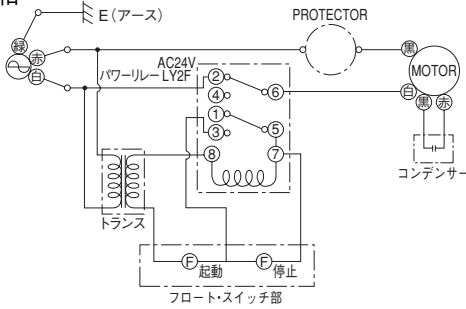 相
E(アース)
PROTECTOR
緑
赤
白
AC24V
パワーリレー LY2F
②
④
①
③
⑧
⑥
⑤
⑦
黒
MOTOR
白
黒
赤
コンデンサー
トランス
F
起動
F
停止
フロート・スイッチ部